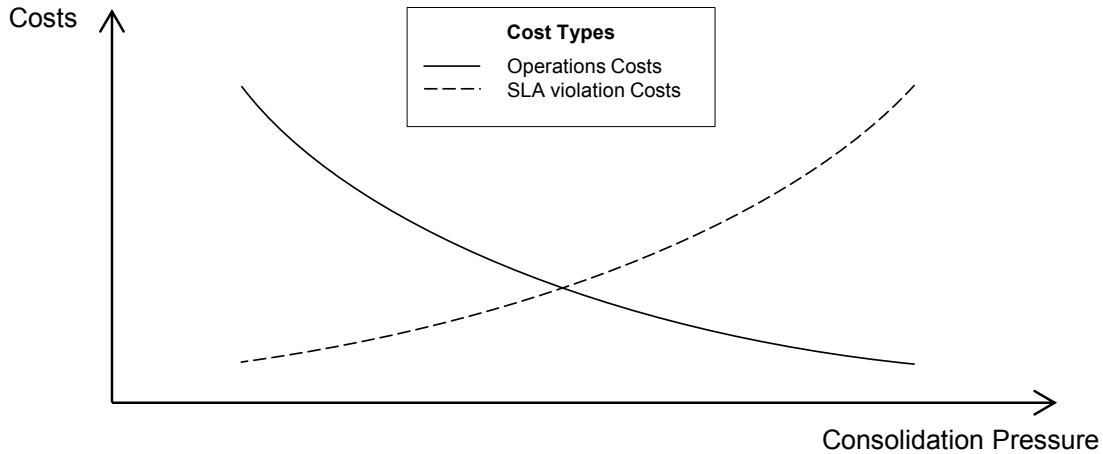 Costs
Cost Types
Operations Costs
SLA violation Costs
Consolidation Pressure